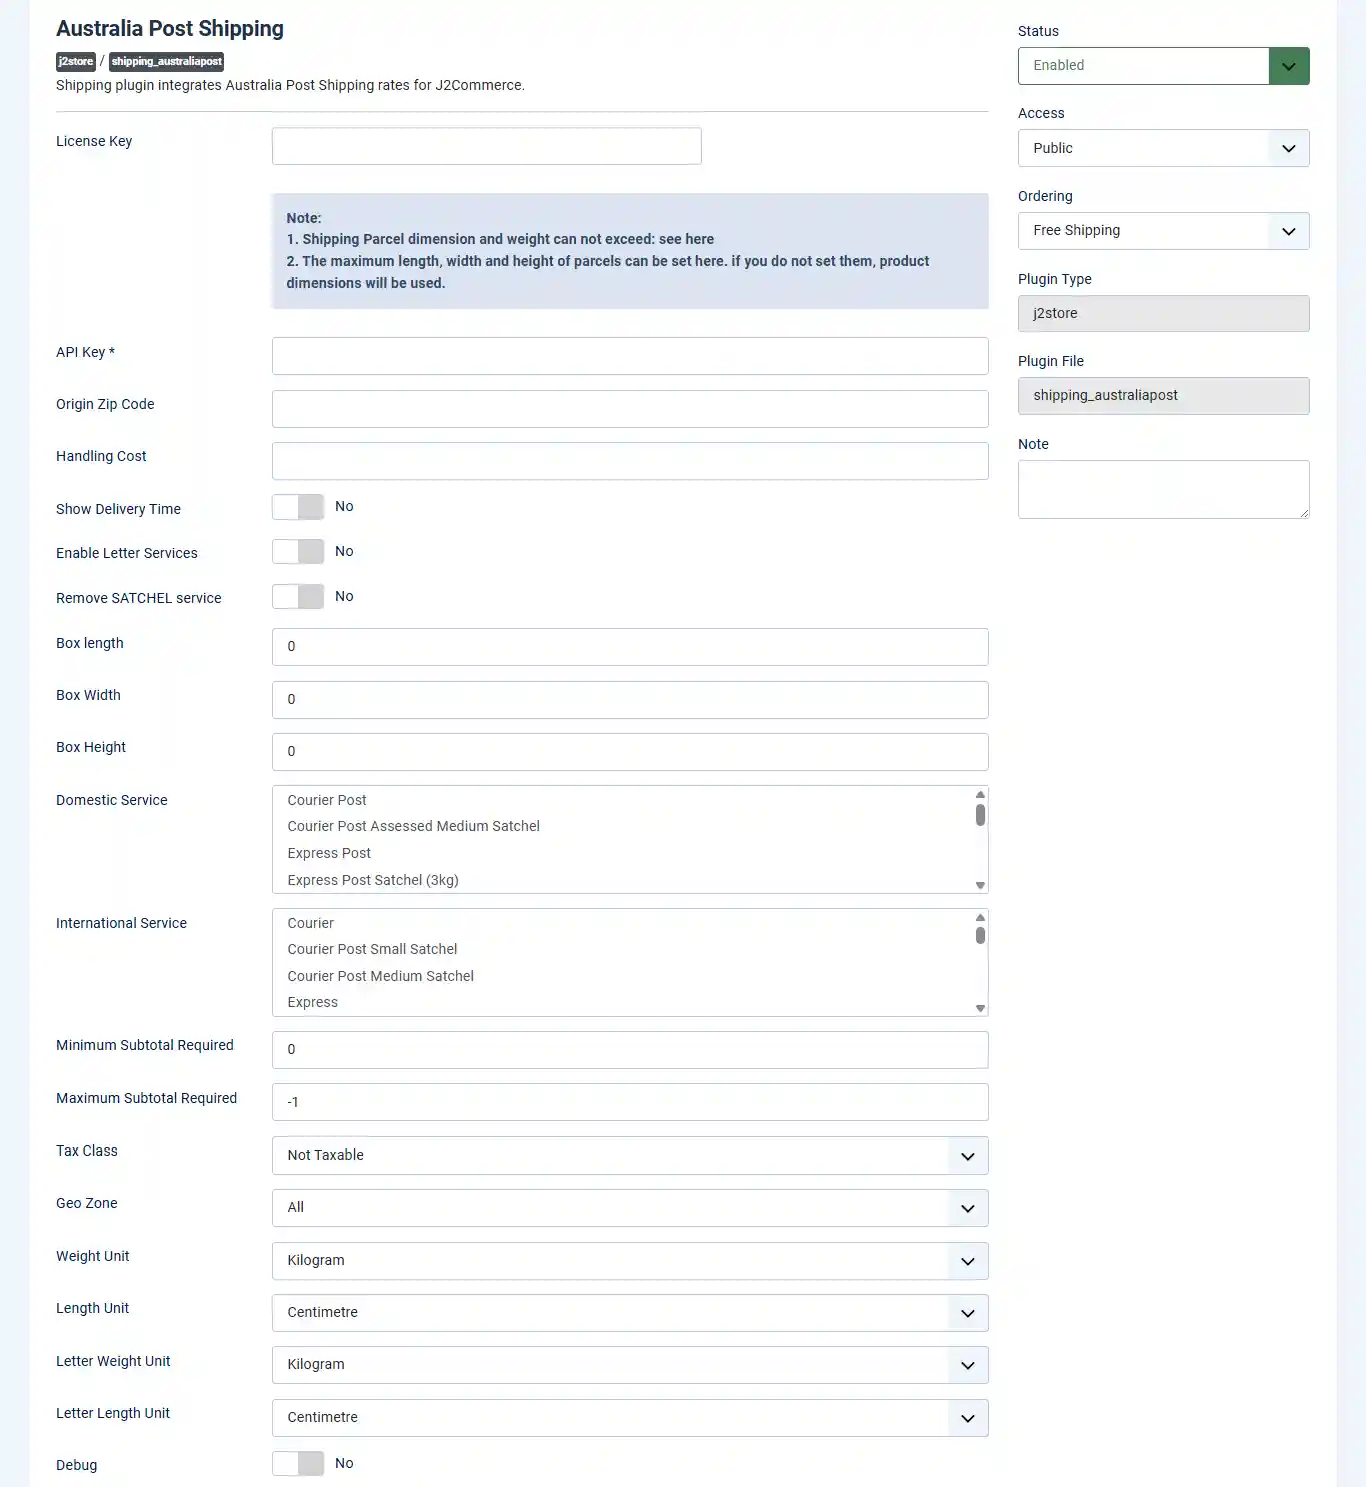 Australia Post Shipping
j2store / shipping_australiapost
Shipping plugin integrates Australia Post Shipping rates for J2Commerce.
License Key
Note:
1. Shipping Parcel dimension and weight can not exceed: see here
2. The maximum length, width and height of parcels can be set here. if you do not set them, product
dimensions will be used.
API Key *
Origin Zip Code
Handling Cost
Show Delivery Time No
Enable Letter Services No
Remove SATCHEL service No
Box length 0
Box Width 0
Box Height 0
Domestic Service
Courier Post
Courier Post Assessed Medium Satchel
Express Post
Express Post Satchel (3kg)
International Service
Courier
Courier Post Small Satchel
Courier Post Medium Satchel
Express
Minimum Subtotal Required 0
Maximum Subtotal Required -1
Tax Class Not Taxable
Geo Zone All
Weight Unit Kilogram
Length Unit Centimetre
Letter Weight Unit Kilogram
Letter Length Unit Centimetre
Debug No
Status
Enabled
Access
Public
Ordering
Free Shipping
Plugin Type
j2store
Plugin File
shipping_australiapost
Note